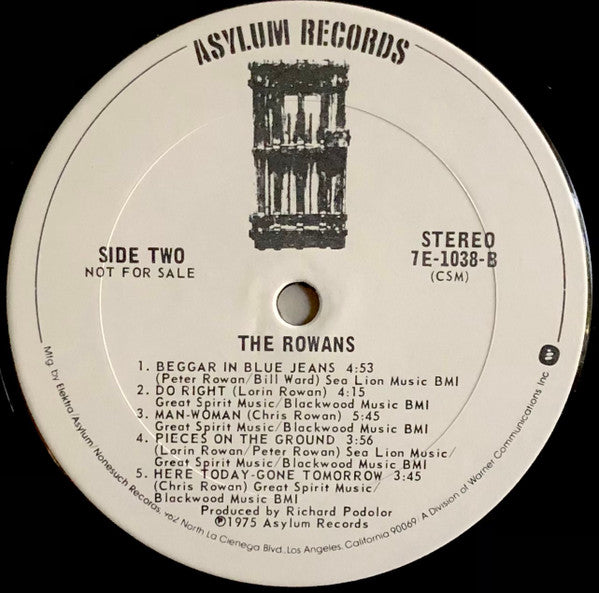 ASYLUM RECORDS
SIDE TWO
NOT FOR SALE
STEREO
7E-1038-B
(CSM)
THE ROWANS
1. BEGGAR IN BLUE JEANS 4:53
(Peter Rowan/Bill Ward) Sea Lion Music BMI
2. DO RIGHT (Lorin Rowan) 4:15
Great Spirit Music/Blackwood Music BMI
3. MAN-WOMAN (Chris Rowan) 5:45
Great Spirit Music/Blackwood Music BMI
4. PIECES ON THE GROUND 3:56
(Lorin Rowan/Peter Rowan) Sea Lion Music/
Great Spirit Music/Blackwood Music BMI
5. HERE TODAY-GONE TOMORROW 3:45
(Chris Rowan) Great Spirit Music/
Blackwood Music BMI
Produced by Richard Podolor
℗1975 Asylum Records
Mfg. by Elektra/Asylum/Nonesuch Records, 962 North La Cienega Blvd., Los Angeles, California 90069 / A Division of Warner Communications Inc